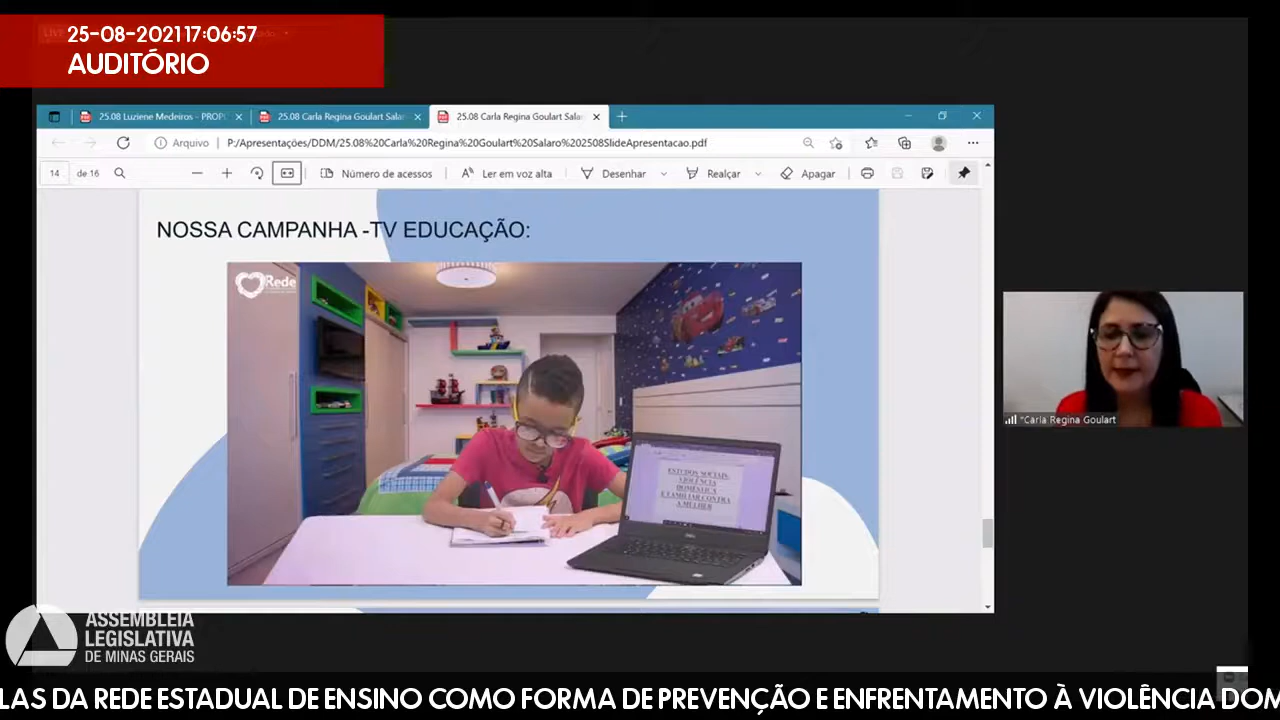 25-08-2021 17:06:57
AUDITÓRIO
25.08 Luziene Medeiros - PROP
25.08 Carla Regina Goulart Sala
25.08 Carla Regina Goulart Sala
Arquivo
P:/Apresentações/DDM/25.08%20Carla%20Regina%20Goulart%20Salaro%202508SlideApresentacao.pdf
14 de 16
Número de acessos
Ler em voz alta
Desenhar
Realçar
Apagar
NOSSA CAMPANHA -TV EDUCAÇÃO:
Rede
ESTUDOS SOCIAIS:
VIOLÊNCIA
DOMÉSTICA
E FAMILIAR CONTRA
A MULHER
DELL
*Carla Regina Goulart
ASSEMBLEIA
LEGISLATIVA
DE MINAS GERAIS
LAS DA REDE ESTADUAL DE ENSINO COMO FORMA DE PREVENÇÃO E ENFRENTAMENTO À VIOLÊNCIA DOM